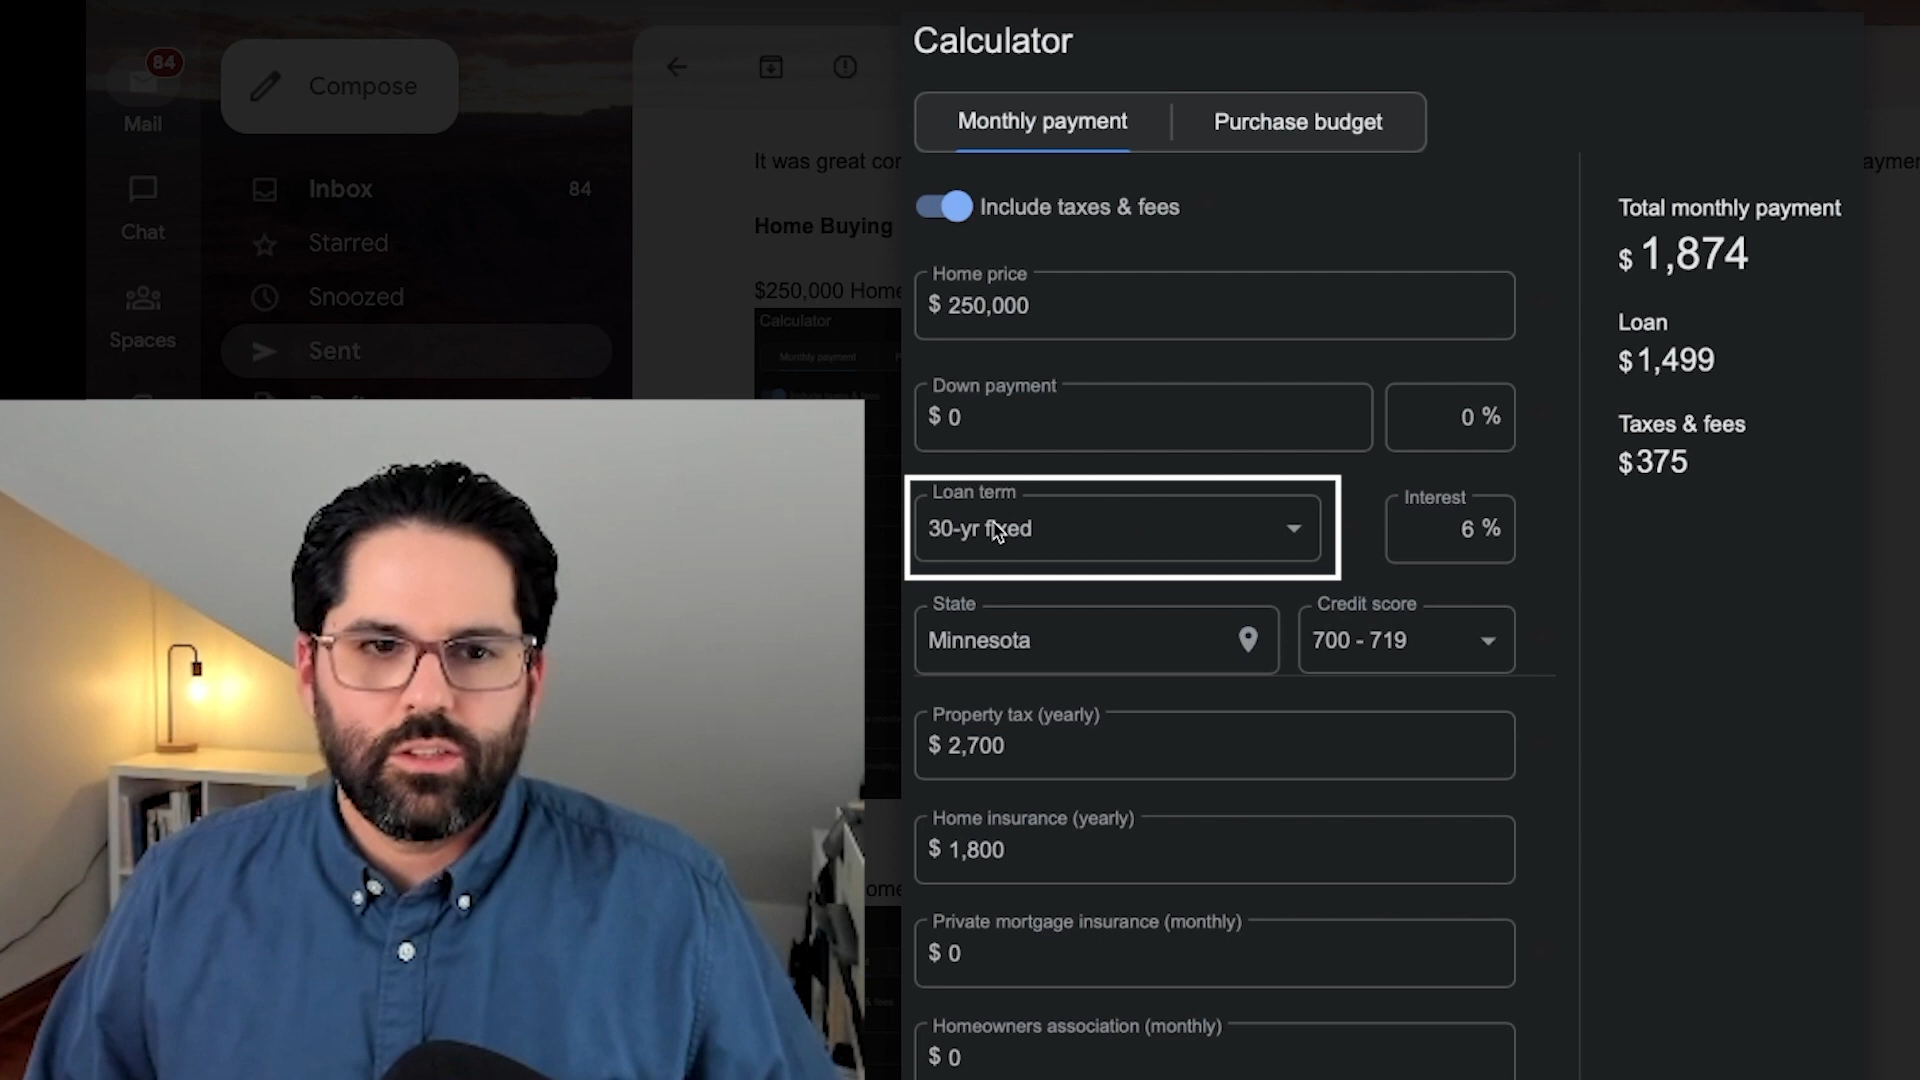 84
Mail
Chat
Spaces
Compose
Inbox 84
Starred
Snoozed
Sent
It was great
Home Buying
$250,000 Home
Calculator
Monthly payment
Calculator
Monthly payment
Purchase budget
Include taxes & fees
Home price
$ 250,000
Down payment
$ 0
0 %
Loan term
30-yr fixed
Interest
6 %
State
Minnesota
Credit score
700 - 719
Property tax (yearly)
$ 2,700
Home insurance (yearly)
$ 1,800
Private mortgage insurance (monthly)
$ 0
Homeowners association (monthly)
$ 0
Total monthly payment
$ 1,874
Loan
$1,499
Taxes & fees
$375